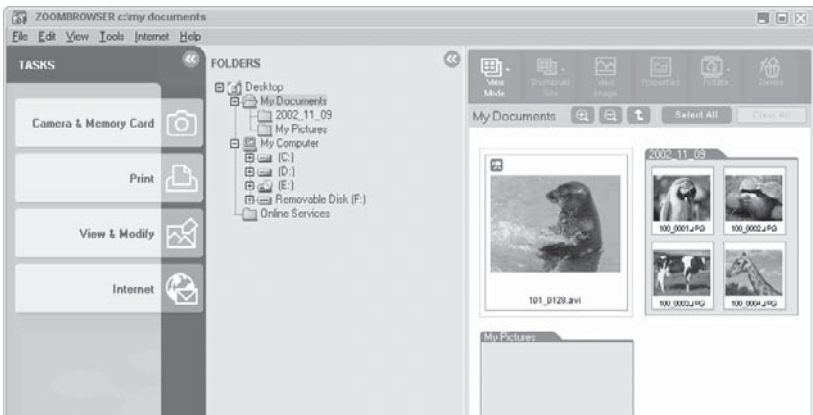 ZOOMBROWSER c:\my documents
File Edit View Tools Internet Help
TASKS
Camera & Memory Card
Print
View & Modify
Internet
FOLDERS
Desktop
My Documents
2002_11_09
My Pictures
My Computer
(C:)
(D:)
(E:)
Removable Disk (F:)
Online Services
View Mode
Thumbnail Size
View Image
Properties
Rotate
Delete
My Documents
Select All
Clear All
101_0128.avi
2002_11_09
100_0001.JPG 100_0002.JPG
100_0003.JPG 100_0004.JPG
My Pictures